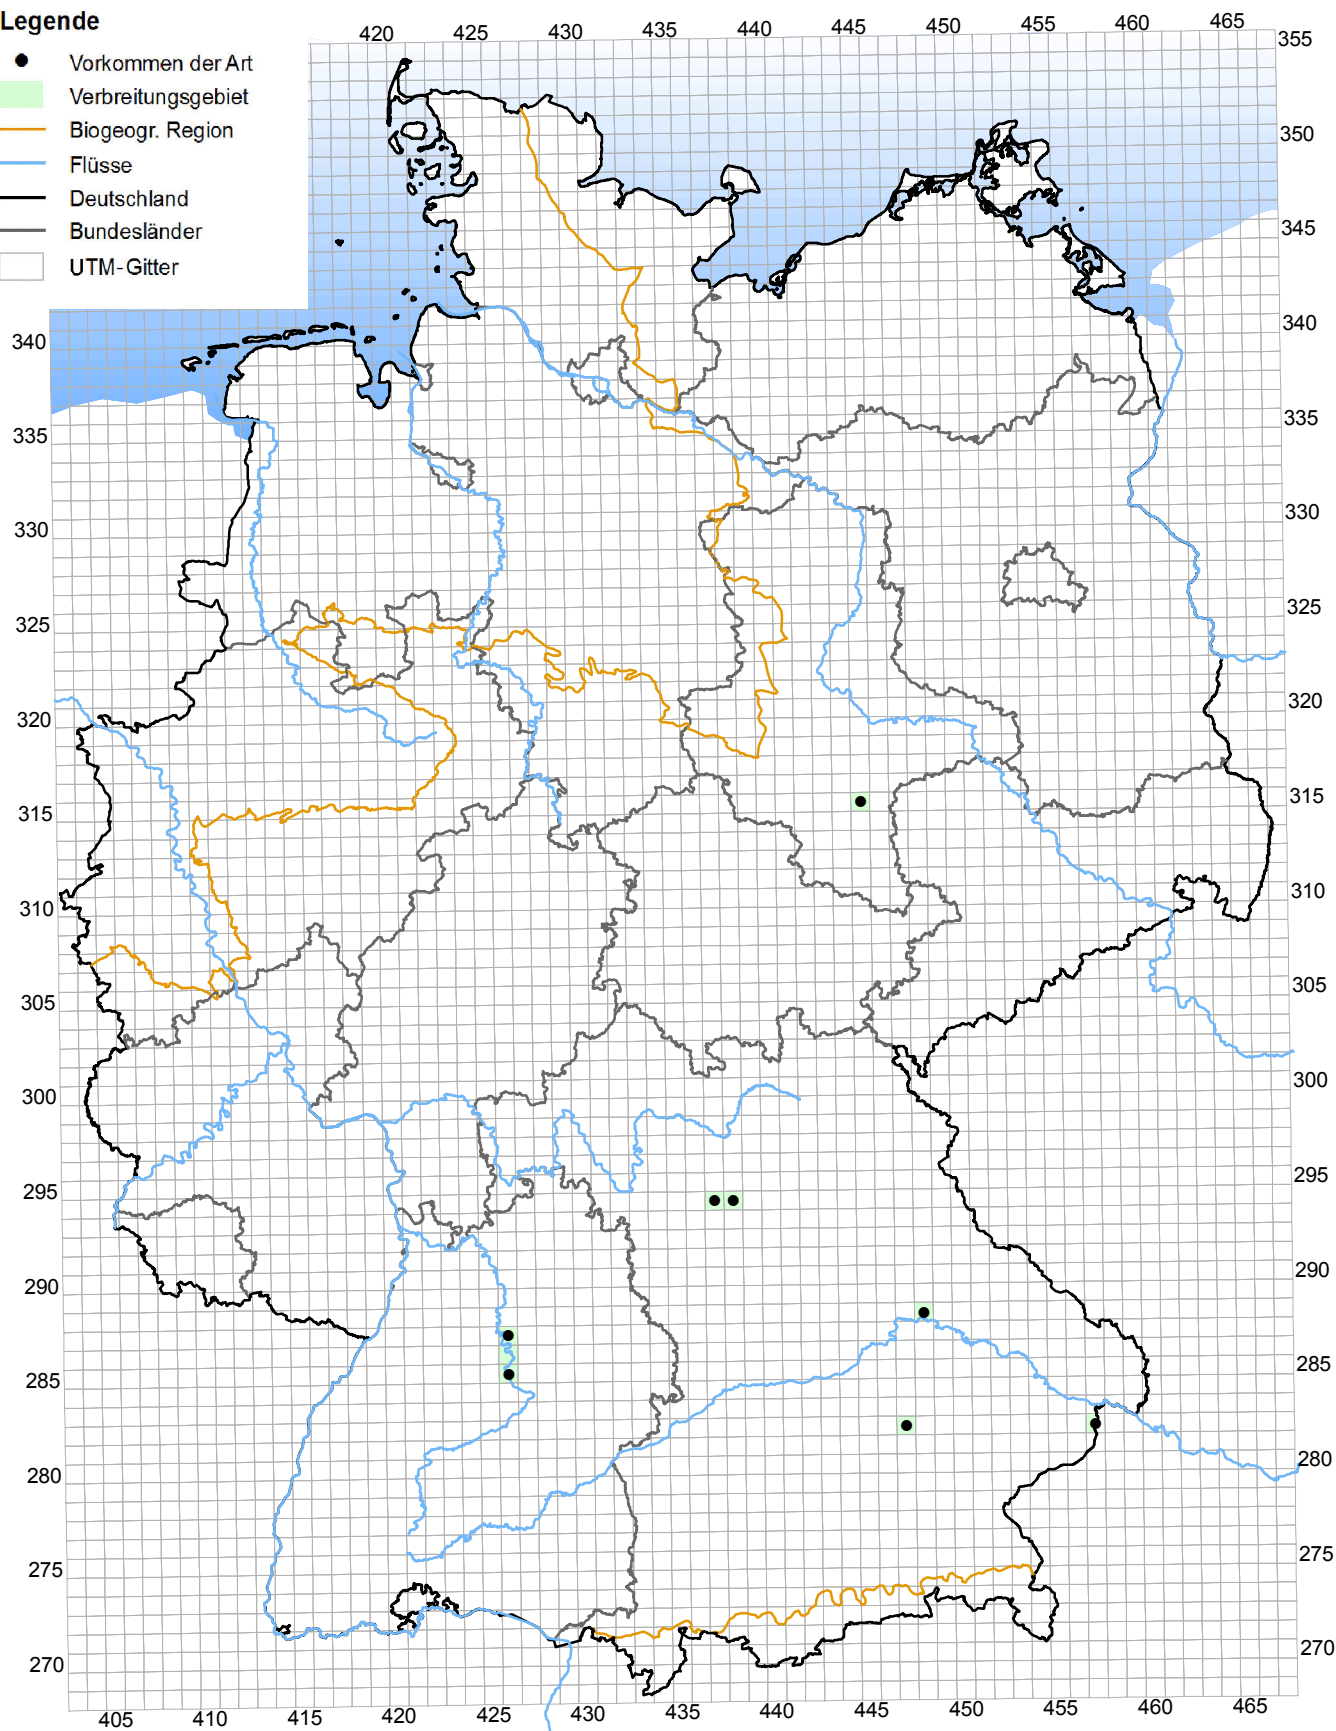 Legende
Vorkommen der Art
Verbreitungsgebiet
Biogeogr. Region
Flüsse
Deutschland
Bundesländer
UTM-Gitter
420 425 430 435 440 445 450 455 460 465
355
350
345
340 340
335 335
330 330
325 325
320 320
315 315
310 310
305 305
300 300
295 295
290 290
285 285
280 280
275 275
270 270
405 410 415 420 425 430 435 440 445 450 455 460 465